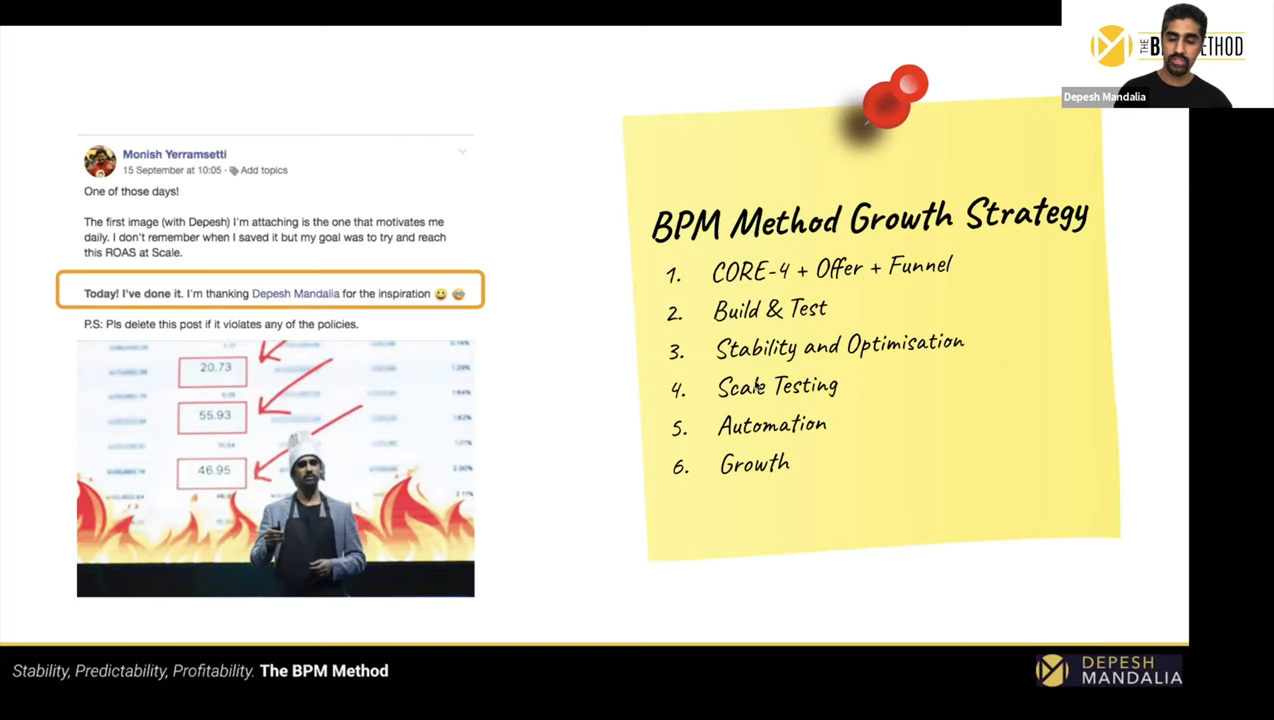 THE B METHOD
Depesh Mandalia
Monish Yerramsetti
15 September at 10:05 · Add topics
One of those days!
The first image (with Depesh) I'm attaching is the one that motivates me
daily. I don't remember when I saved it but my goal was to try and reach
this ROAS at Scale.
Today! I've done it. I'm thanking Depesh Mandalia for the inspiration 😀 🤓
P.S: Pls delete this post if it violates any of the policies.
20.73
55.93
46.95
BPM Method Growth Strategy
1. CORE-4 + Offer + Funnel
2. Build & Test
3. Stability and Optimisation
4. Scale Testing
5. Automation
6. Growth
Stability, Predictability, Profitability. The BPM Method
DEPESH
MANDALIA